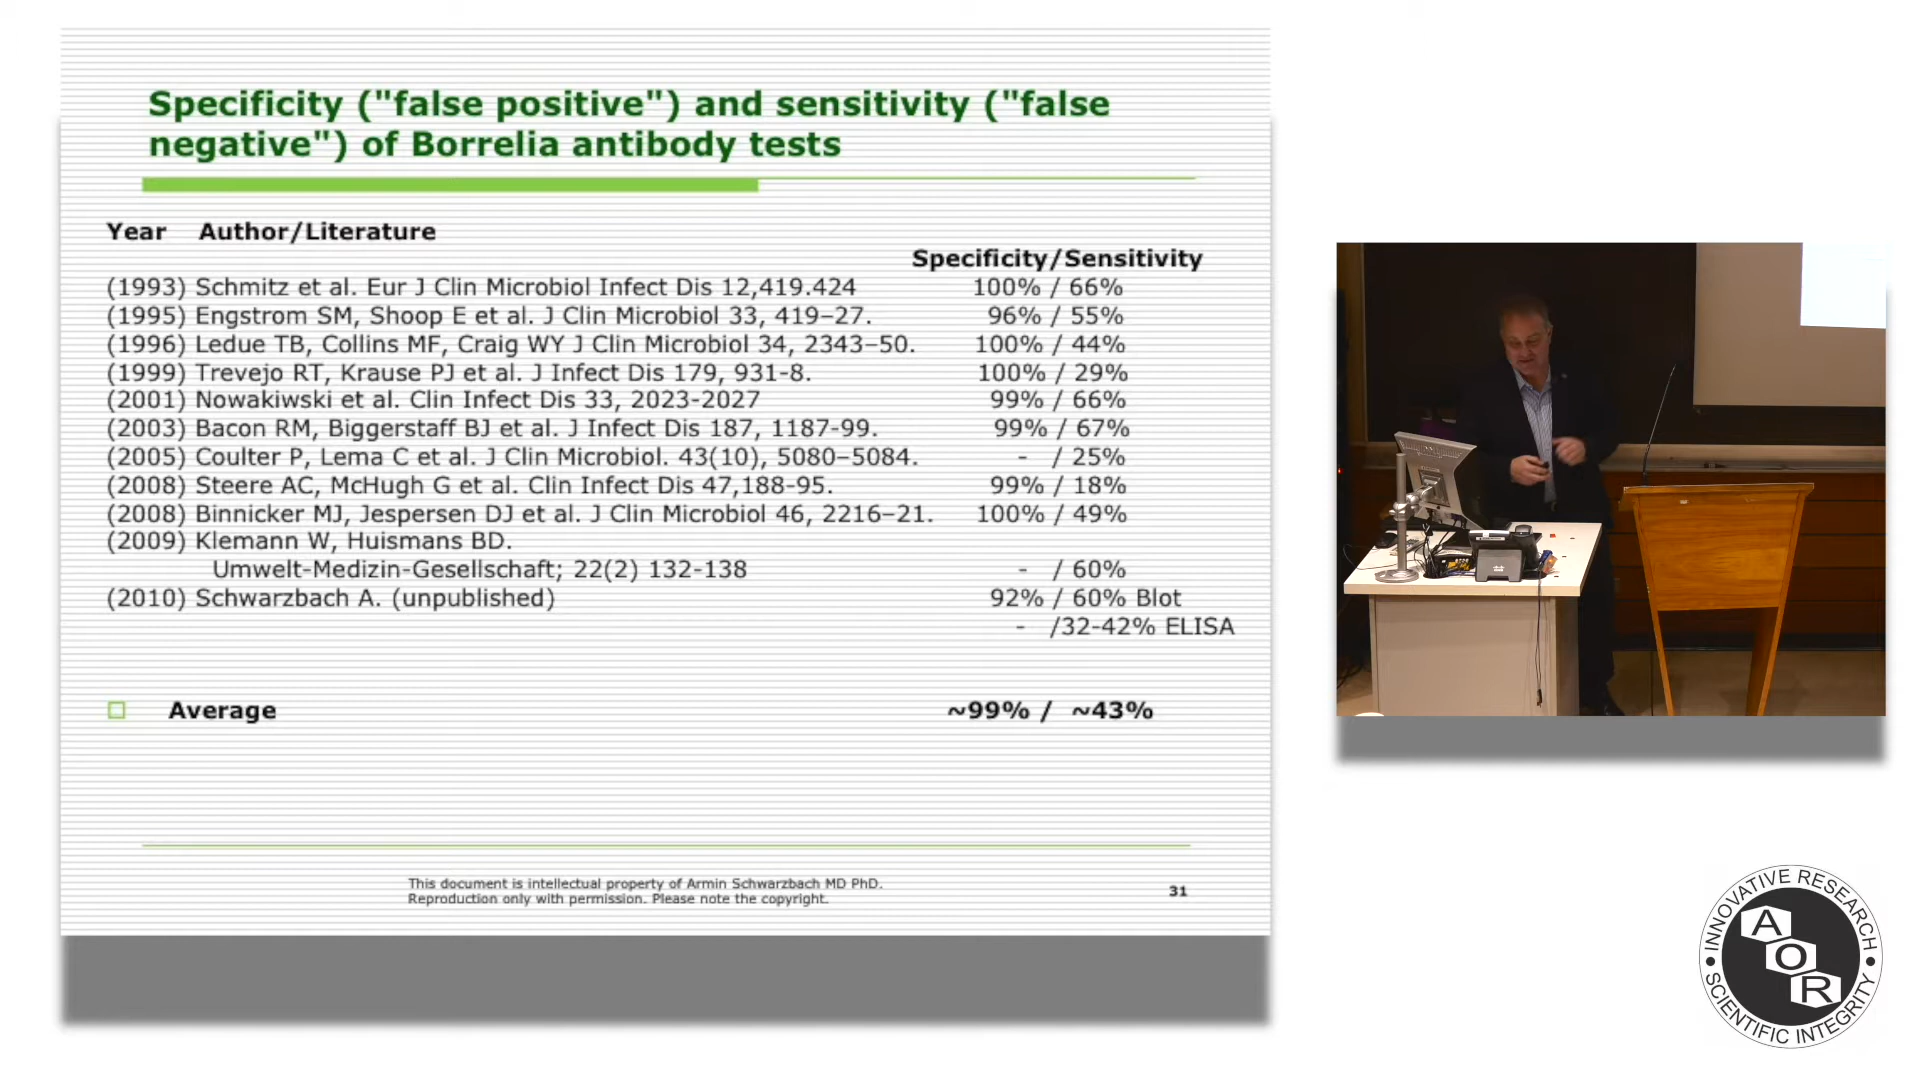 Specificity ("false positive") and sensitivity ("false
negative") of Borrelia antibody tests
Year Author/Literature
Specificity/Sensitivity
(1993) Schmitz et al. Eur J Clin Microbiol Infect Dis 12,419.424 100% / 66%
(1995) Engstrom SM, Shoop E et al. J Clin Microbiol 33, 419–27. 96% / 55%
(1996) Ledue TB, Collins MF, Craig WY J Clin Microbiol 34, 2343–50. 100% / 44%
(1999) Trevejo RT, Krause PJ et al. J Infect Dis 179, 931-8. 100% / 29%
(2001) Nowakiwski et al. Clin Infect Dis 33, 2023-2027 99% / 66%
(2003) Bacon RM, Biggerstaff BJ et al. J Infect Dis 187, 1187-99. 99% / 67%
(2005) Coulter P, Lema C et al. J Clin Microbiol. 43(10), 5080–5084. - / 25%
(2008) Steere AC, McHugh G et al. Clin Infect Dis 47,188-95. 99% / 18%
(2008) Binnicker MJ, Jespersen DJ et al. J Clin Microbiol 46, 2216–21. 100% / 49%
(2009) Klemann W, Huismans BD.
Umwelt-Medizin-Gesellschaft; 22(2) 132-138 - / 60%
(2010) Schwarzbach A. (unpublished) 92% / 60% Blot
- /32-42% ELISA
Average ~99% / ~43%
This document is intellectual property of Armin Schwarzbach MD PhD.
Reproduction only with permission. Please note the copyright.
31
INNOVATIVE RESEARCH
AOR
SCIENTIFIC INTEGRITY